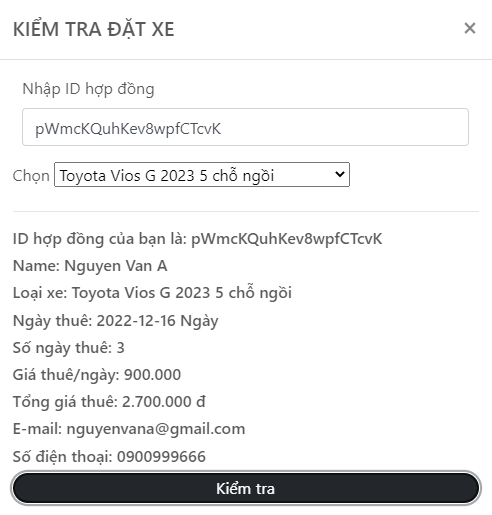 KIỂM TRA ĐẶT XE ×
Nhập ID hợp đồng
pWmcKQuhKev8wpfCTcvK
Chọn Toyota Vios G 2023 5 chỗ ngồi
ID hợp đồng của bạn là: pWmcKQuhKev8wpfCTcvK
Name: Nguyen Van A
Loại xe: Toyota Vios G 2023 5 chỗ ngồi
Ngày thuê: 2022-12-16 Ngày
Số ngày thuê: 3
Giá thuê/ngày: 900.000
Tổng giá thuê: 2.700.000 đ
E-mail: nguyenvana@gmail.com
Số điện thoại: 0900999666
Kiểm tra